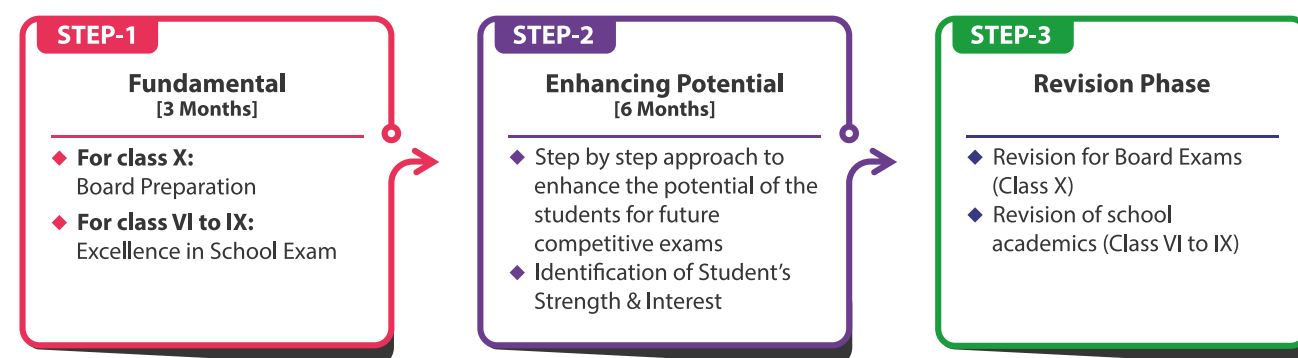 STEP-1
Fundamental
[3 Months]
For class X:
Board Preparation
For class VI to IX:
Excellence in School Exam
STEP-2
Enhancing Potential
[6 Months]
Step by step approach to
enhance the potential of the
students for future
competitive exams
Identification of Student's
Strength & Interest
STEP-3
Revision Phase
Revision for Board Exams
(Class X)
Revision of school
academics (Class VI to IX)